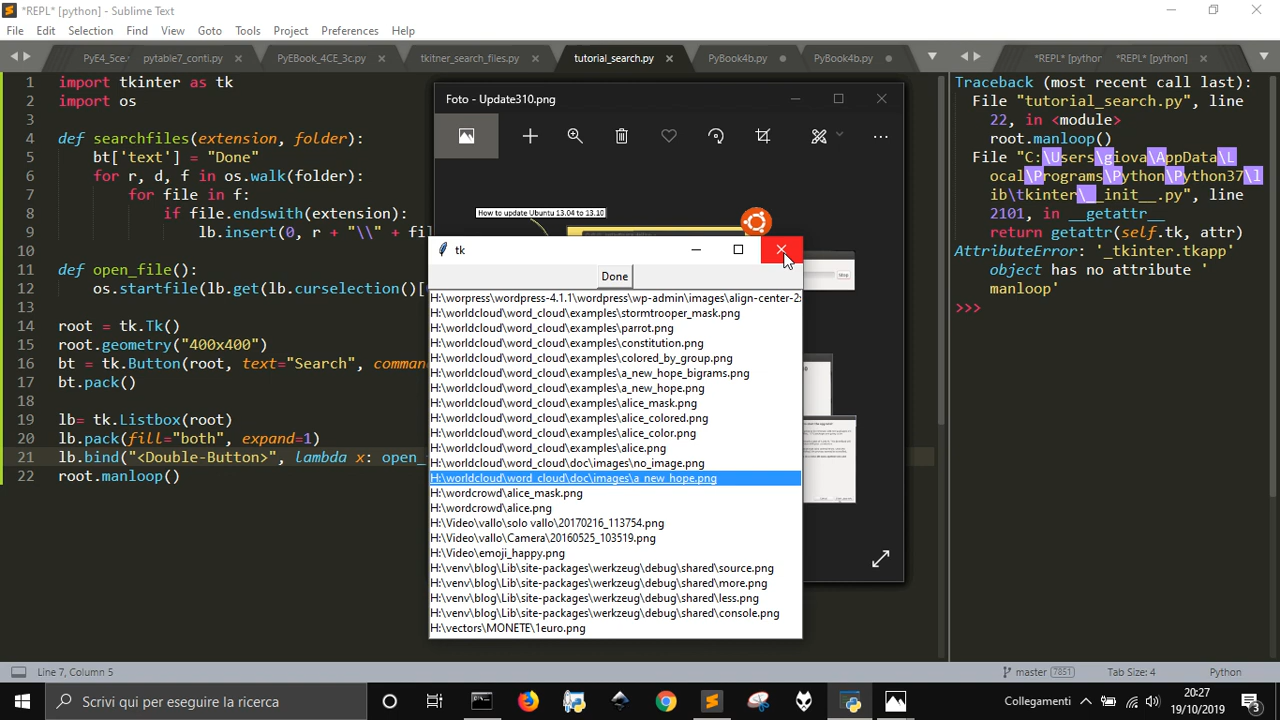 *REPL* [python] - Sublime Text
File Edit Selection Find View Goto Tools Project Preferences Help
PyE4_5ce. pytable7_conti.py PyEBook_4CE_3c.py tkitner_search_files.py tutorial_search.py PyeBook4b.py PyeBook4b.py *REPL* [pythor *REPL* [python]
1 import tkinter as tk
2 import os
3
4 def searchfiles(extension, folder):
5 bt['text'] = "Done"
6 for r, d, f in os.walk(folder):
7 for file in f:
8 if file.endswith(extension):
9 lb.insert(0, r + "\\" + fil
10
11 def open_file():
12 os.startfile(lb.get(lb.curselection()[
13
14 root = tk.Tk()
15 root.geometry("400x400")
16 bt = tk.Button(root, text="Search", comman
17 bt.pack()
18
19 lb= tk.Listbox(root)
20 lb.pack(fill="both", expand=1)
21 lb.bind("<Double-Button>", lambda x: open_
22 root.manloop()
Foto - Update310.png
How to update Ubuntu 13.04 to 13.10
tk
Done
H:\worpress\wordpress-4.1.1\wordpress\wp-admin\images\align-center-2x
H:\worldcloud\word_cloud\examples\stormtrooper_mask.png
H:\worldcloud\word_cloud\examples\parrot.png
H:\worldcloud\word_cloud\examples\constitution.png
H:\worldcloud\word_cloud\examples\colored_by_group.png
H:\worldcloud\word_cloud\examples\a_new_hope_bigrams.png
H:\worldcloud\word_cloud\examples\a_new_hope.png
H:\worldcloud\word_cloud\examples\alice_mask.png
H:\worldcloud\word_cloud\examples\alice_colored.png
H:\worldcloud\word_cloud\examples\alice_color.png
H:\worldcloud\word_cloud\examples\alice.png
H:\worldcloud\word_cloud\doc\images\no_image.png
H:\worldcloud\word_cloud\doc\images\a_new_hope.png
H:\wordcrowd\alice_mask.png
H:\wordcrowd\alice.png
H:\Video\vallo\solo vallo\20170216_113754.png
H:\Video\vallo\Camera\20160525_103519.png
H:\Video\emoji_happy.png
H:\venv\blog\Lib\site-packages\werkzeug\debug\shared\source.png
H:\venv\blog\Lib\site-packages\werkzeug\debug\shared\more.png
H:\venv\blog\Lib\site-packages\werkzeug\debug\shared\less.png
H:\venv\blog\Lib\site-packages\werkzeug\debug\shared\console.png
H:\vectors\MONETE\1euro.png
Traceback (most recent call last):
File "tutorial_search.py", line
22, in <module>
root.manloop()
File "C:\Users\giova\AppData\L
ocal\Programs\Python\Python37\l
ib\tkinter\__init__.py", line
2101, in __getattr__
return getattr(self.tk, attr)
AttributeError: '_tkinter.tkapp'
object has no attribute '
manloop'
>>>
Line 7, Column 5
master 7851 Tab Size: 4 Python
Scrivi qui per eseguire la ricerca
Collegamenti
20:27
19/10/2019
3